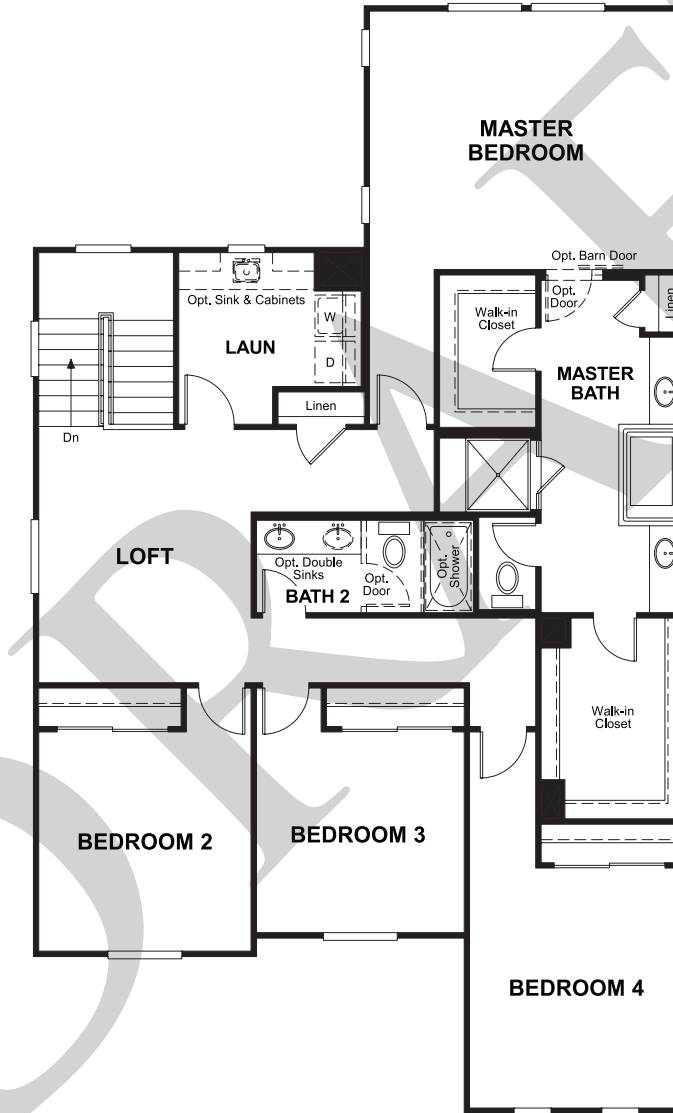 MASTER
BEDROOM
Opt. Barn Door
Opt.
Door
Linen
Opt. Sink & Cabinets
W
Walk-in
Closet
LAUN
D
MASTER
BATH
Linen
Dn
LOFT
Opt. Double
Sinks
Opt.
Door
Opt.
Shower
BATH 2
Walk-in
Closet
BEDROOM 2
BEDROOM 3
BEDROOM 4